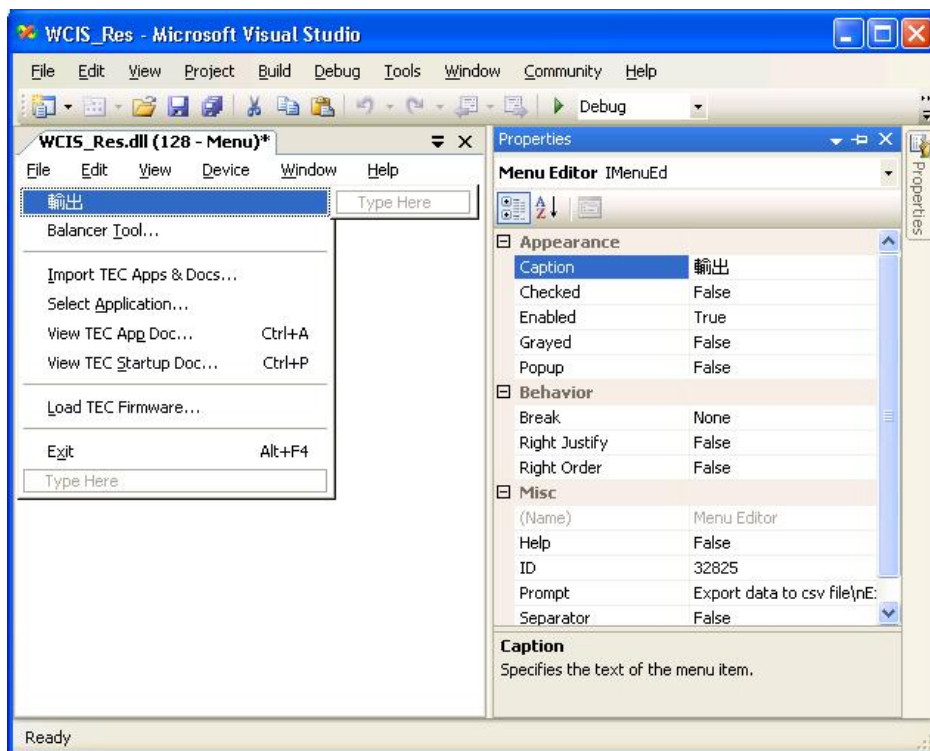 WCIS_Res - Microsoft Visual Studio
File Edit View Project Build Debug Tools Window Community Help
Debug
WCIS_Res.dll (128 - Menu)*
File Edit View Device Window Help
輸出
Type Here
Balancer Tool...
Import TEC Apps & Docs...
Select Application...
View TEC App Doc... Ctrl+A
View TEC Startup Doc... Ctrl+P
Load TEC Firmware...
Exit Alt+F4
Type Here
Properties
Menu Editor IMenuEd
Appearance
Caption 輸出
Checked False
Enabled True
Grayed False
Popup False
Behavior
Break None
Right Justify False
Right Order False
Misc
(Name) Menu Editor
Help False
ID 32825
Prompt Export data to csv file\nE:
Separator False
Caption
Specifies the text of the menu item.
Properties
Ready